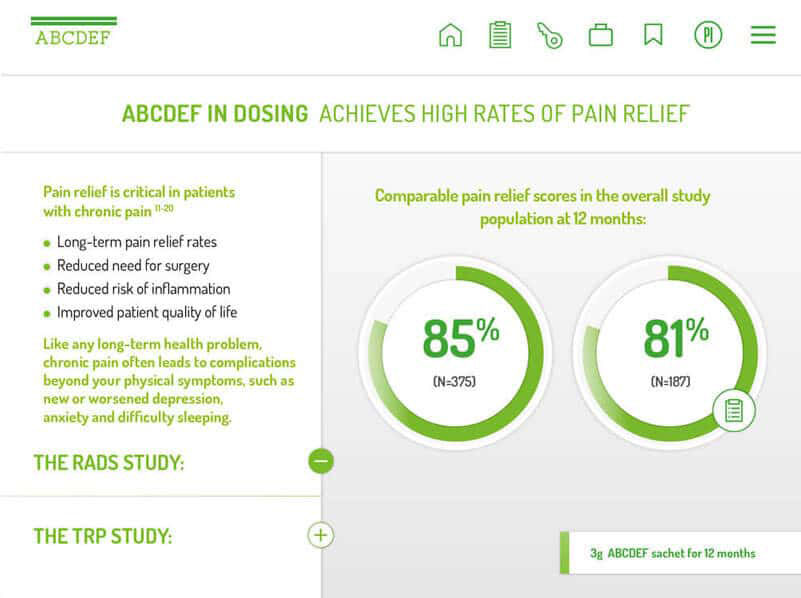 ABCDEF
PI
ABCDEF IN DOSING ACHIEVES HIGH RATES OF PAIN RELIEF
Pain relief is critical in patients
with chronic pain 11-20
Long-term pain relief rates
Reduced need for surgery
Reduced risk of inflammation
Improved patient quality of life
Like any long-term health problem,
chronic pain often leads to complications
beyond your physical symptoms, such as
new or worsened depression,
anxiety and difficulty sleeping.
THE RADS STUDY:
THE TRP STUDY:
Comparable pain relief scores in the overall study
population at 12 months:
85%
(N=375)
81%
(N=187)
3g ABCDEF sachet for 12 months